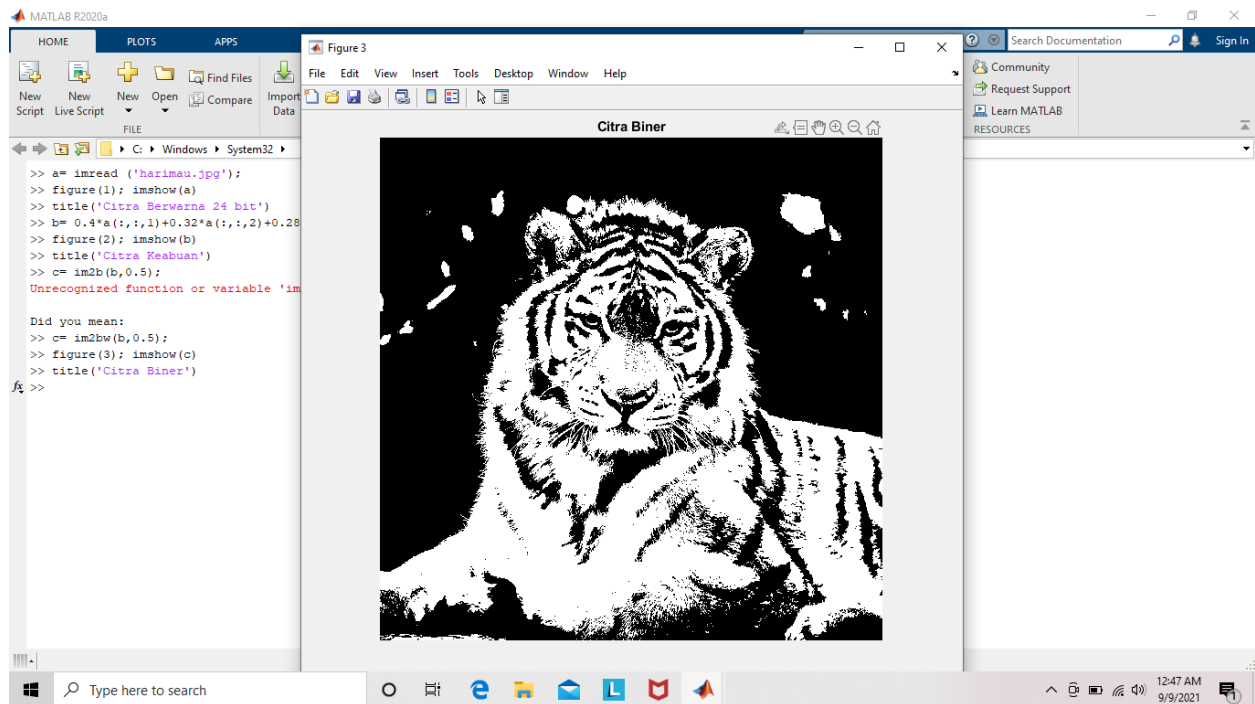 MATLAB R2020a
HOME PLOTS APPS
Search Documentation Sign In
New Script
New Live Script
New
Open
Find Files
Compare
Import Data
FILE
Community
Request Support
Learn MATLAB
RESOURCES
C: Windows System32
>> a= imread ('harimau.jpg');
>> figure(1); imshow(a)
>> title('Citra Berwarna 24 bit')
>> b= 0.4*a(:,:,1)+0.32*a(:,:,2)+0.28
>> figure(2); imshow(b)
>> title('Citra Keabuan')
>> c= im2b(b,0.5);
Unrecognized function or variable 'im
Did you mean:
>> c= im2bw(b,0.5);
>> figure(3); imshow(c)
>> title('Citra Biner')
fx >>
Figure 3
File Edit View Insert Tools Desktop Window Help
Citra Biner
Type here to search
12:47 AM
9/9/2021